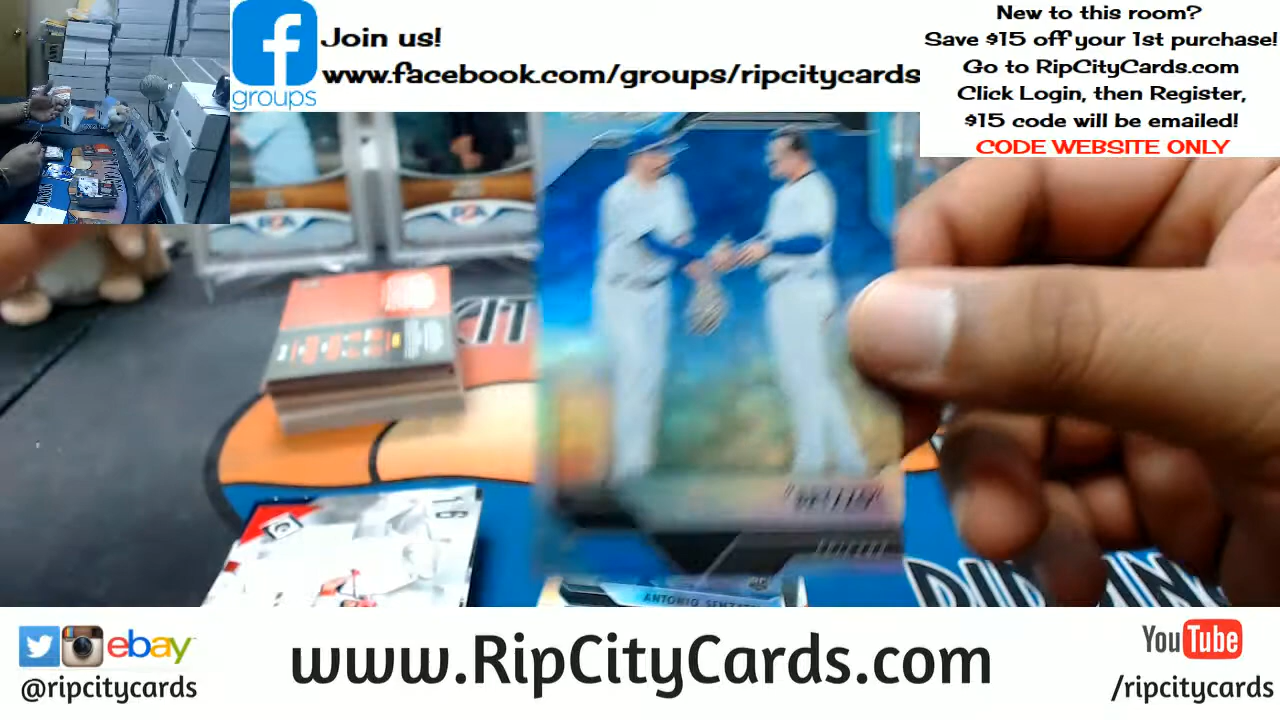 Join us!
www.facebook.com/groups/ripcitycards
groups
New to this room?
Save $15 off your 1st purchase!
Go to RipCityCards.com
Click Login, then Register,
$15 code will be emailed!
CODE WEBSITE ONLY
ANTONIO
ebay
@ripcitycards
www.RipCityCards.com
YouTube
/ripcitycards